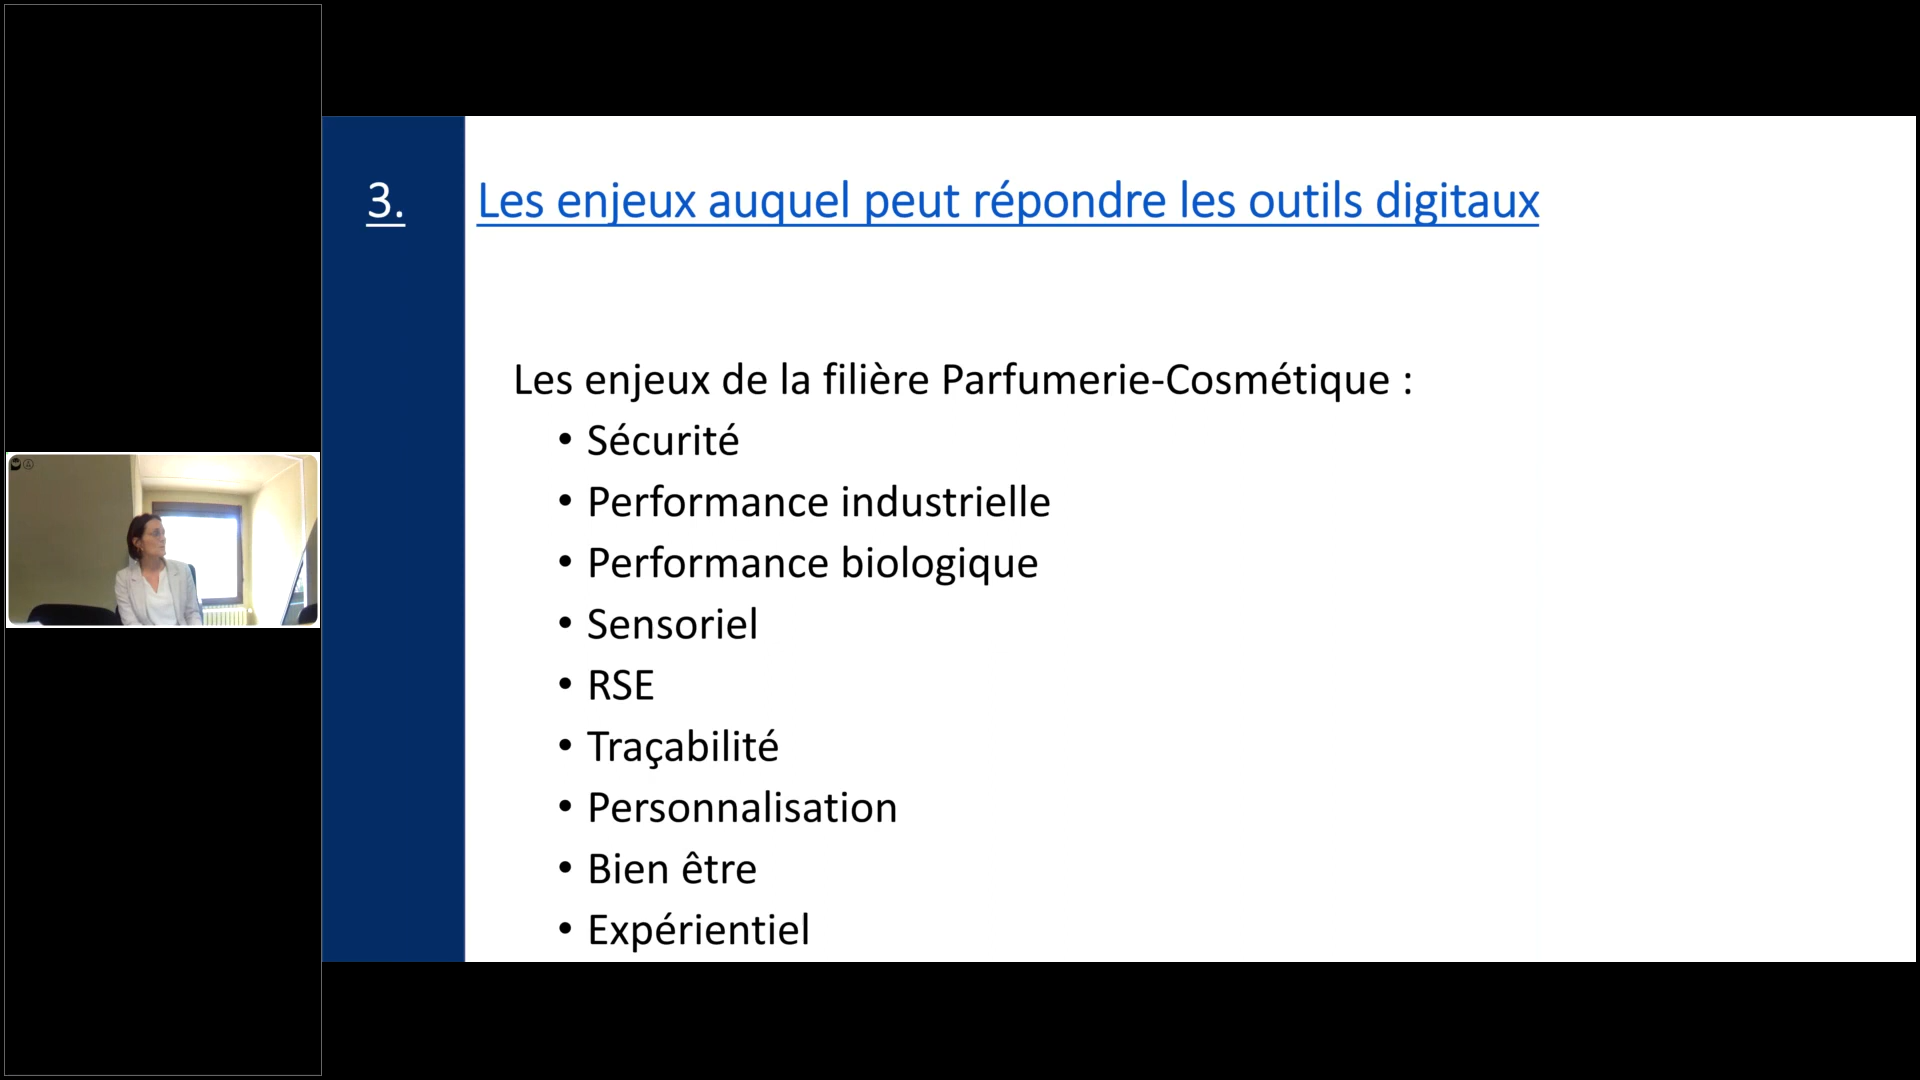 3. Les enjeux auquel peut répondre les outils digitaux
Les enjeux de la filière Parfumerie-Cosmétique :
• Sécurité
• Performance industrielle
• Performance biologique
• Sensoriel
• RSE
• Traçabilité
• Personnalisation
• Bien être
• Expérientiel